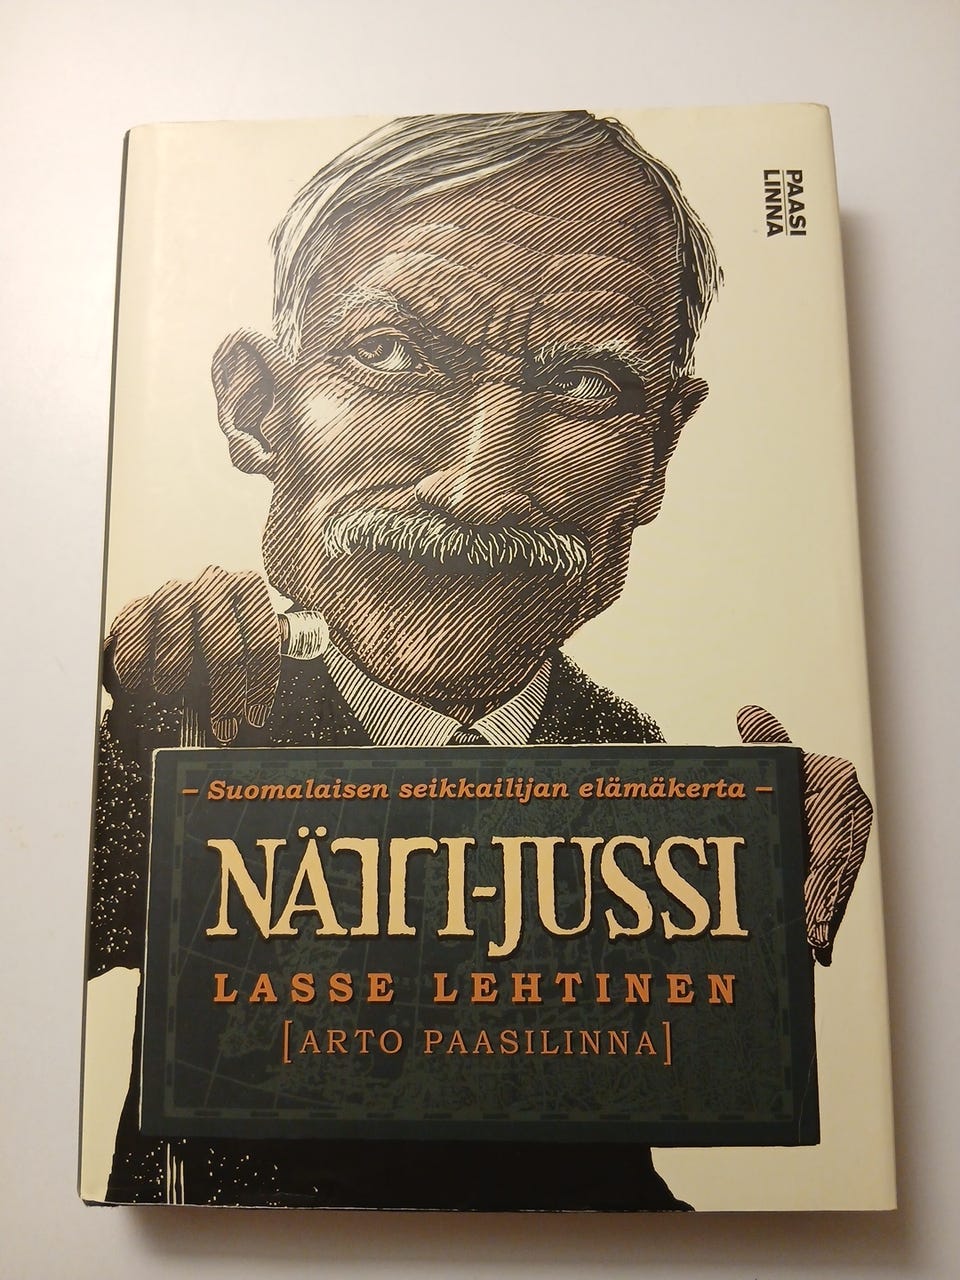 PAASI
LINNA
– Suomalaisen seikkailijan elämäkerta –
NÄTTI-JUSSI
LASSE LEHTINEN
[ARTO PAASILINNA]